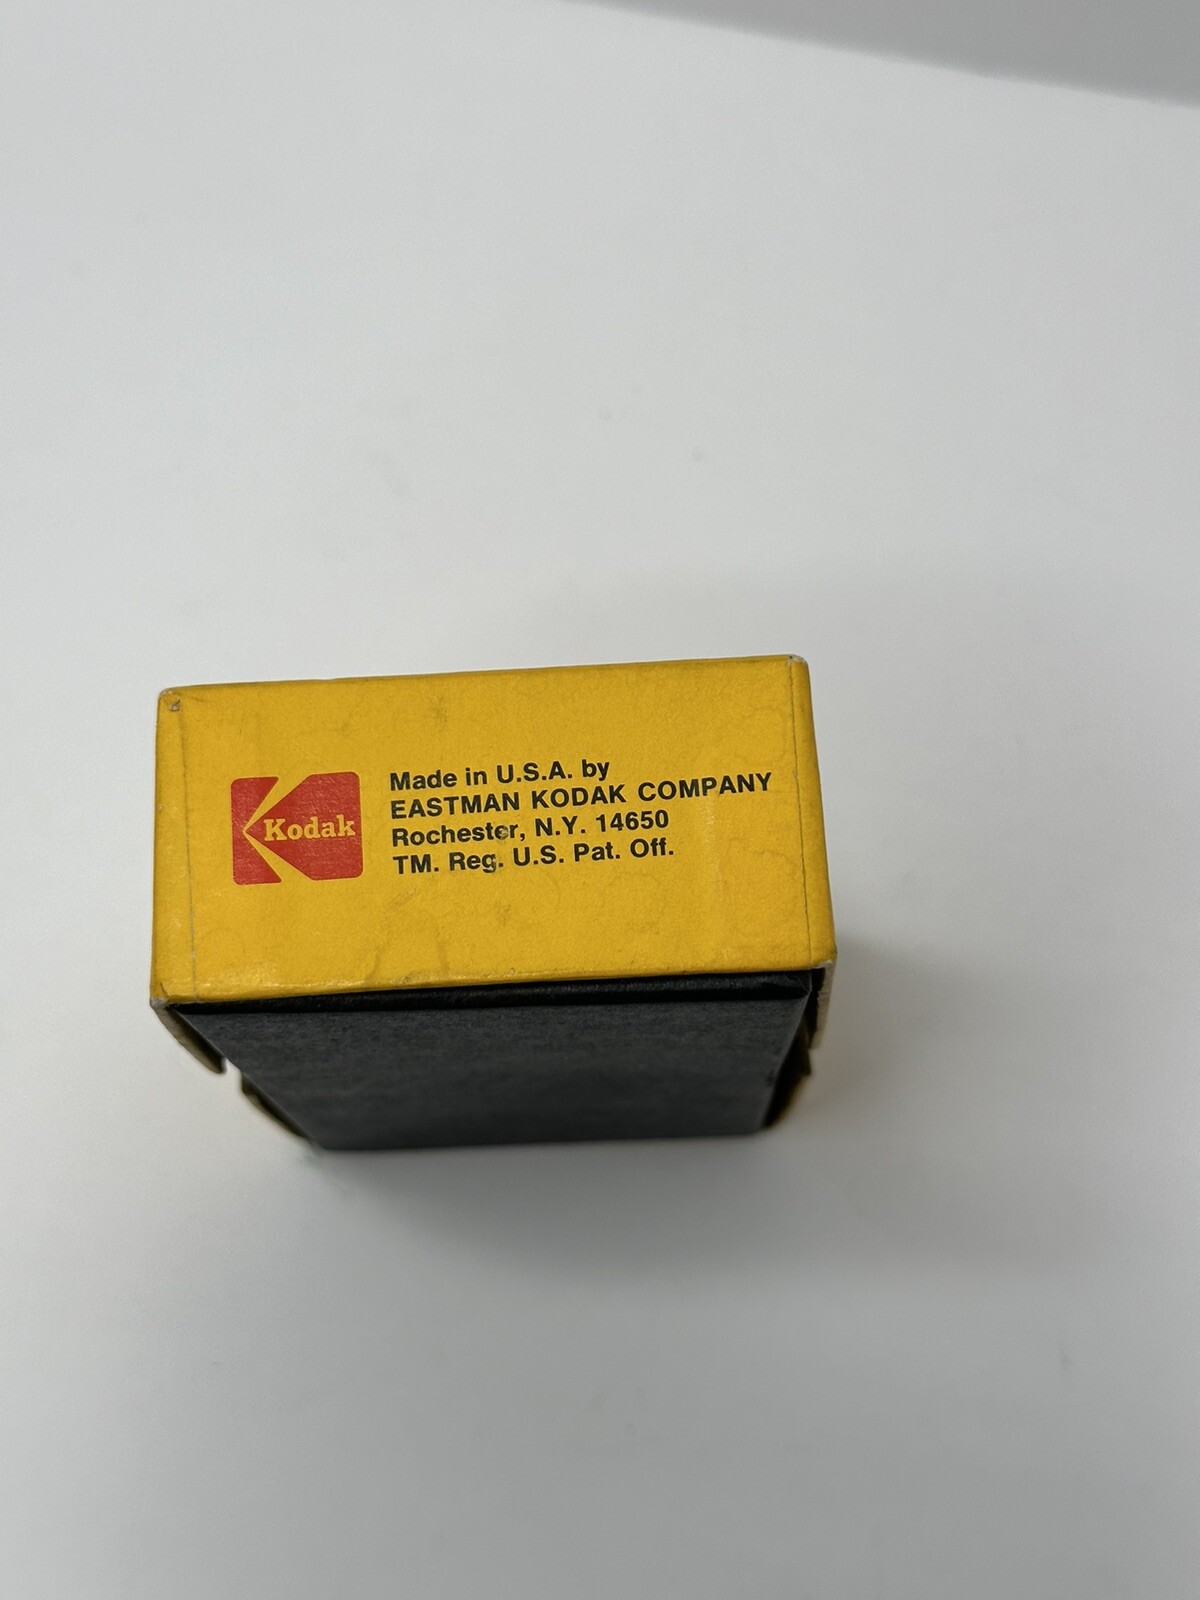 Kodak
Made in U.S.A. by
EASTMAN KODAK COMPANY
Rochester, N.Y. 14650
TM. Reg. U.S. Pat. Off.